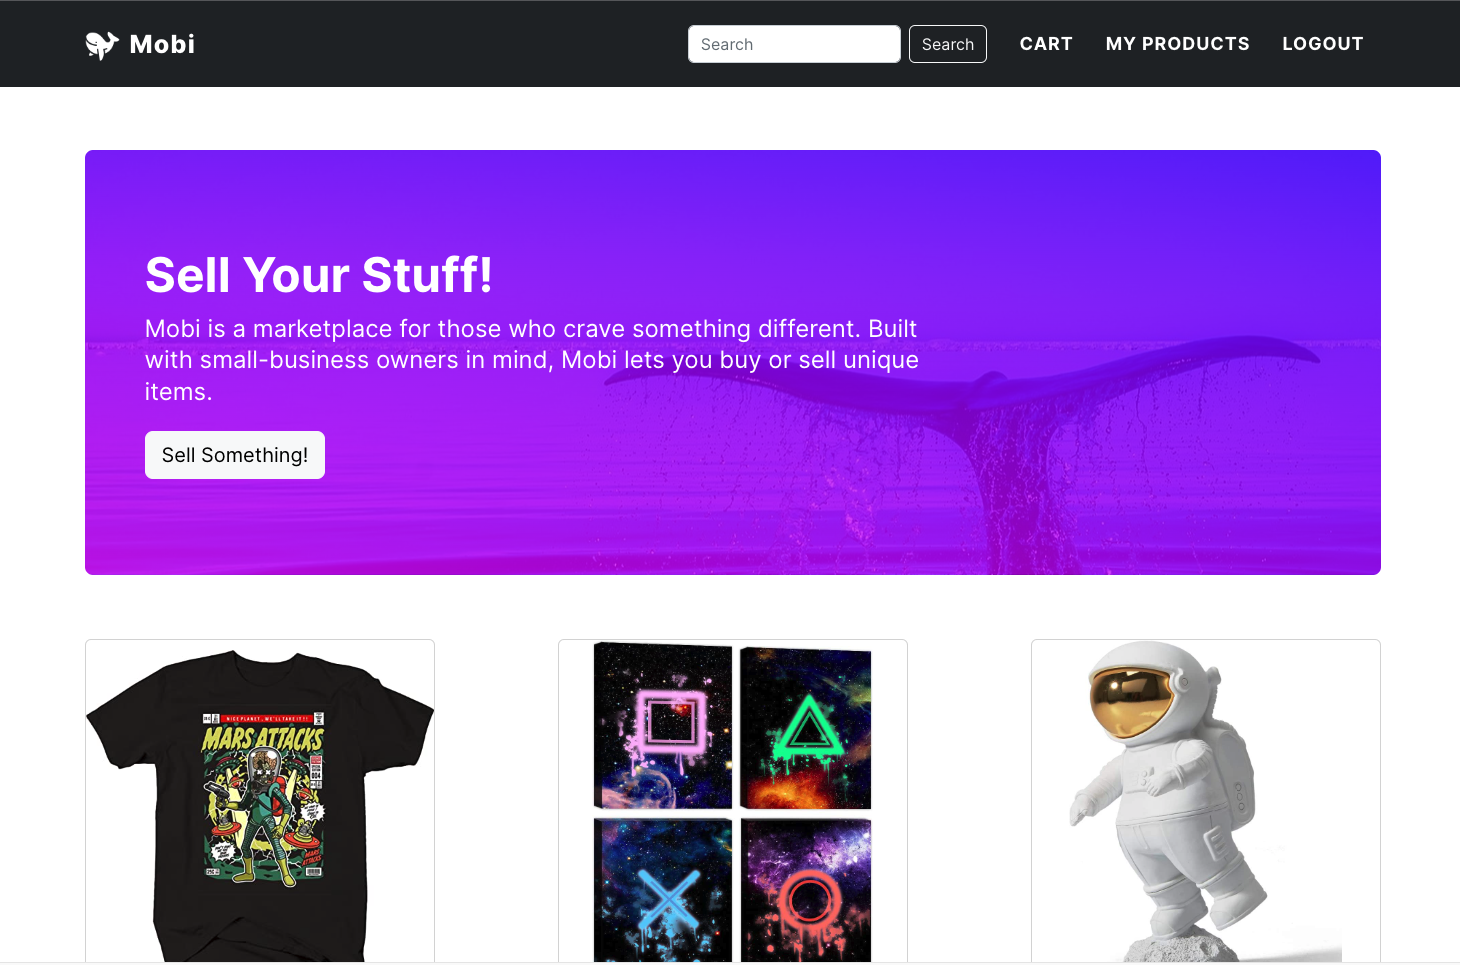 Mobi
Search
Search
CART
MY PRODUCTS
LOGOUT
Sell Your Stuff!
Mobi is a marketplace for those who crave something different. Built
with small-business owners in mind, Mobi lets you buy or sell unique
items.
Sell Something!
NICE PLANET, WE'LL TAKE IT!!
MARS ATTACKS
MARS
ATTACKS